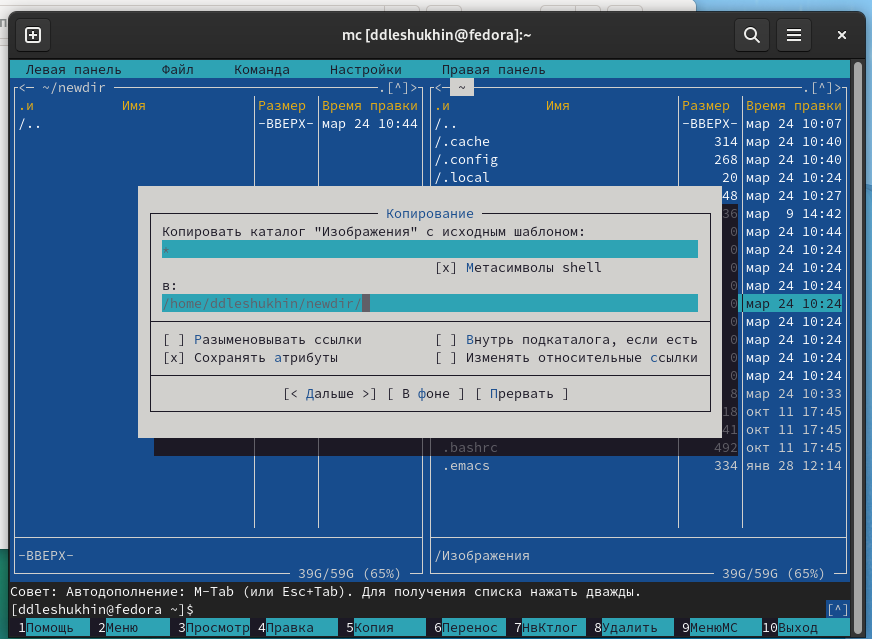 mc [ddleshukhin@fedora]:~
Левая панель Файл Команда Настройки Правая панель
<— ~/newdir .[^]>
.и Имя Размер Время правки
/.. -ВВЕРХ- мар 24 10:44
<— ~ .[^]>
.и Имя Размер Время правки
/.. -ВВЕРХ- мар 24 10:07
/.cache 314 мар 24 10:40
/.config 268 мар 24 10:40
/.local 20 мар 24 10:24
48 мар 24 10:27
36 мар 9 14:42
0 мар 24 10:44
0 мар 24 10:24
0 мар 24 10:24
0 мар 24 10:24
0 мар 24 10:24
0 мар 24 10:24
0 мар 24 10:24
0 мар 24 10:24
0 мар 24 10:24
8 мар 24 10:33
18 окт 11 17:45
41 окт 11 17:45
.bashrc 492 окт 11 17:45
.emacs 334 янв 28 12:14
Копирование
Копировать каталог "Изображения" с исходным шаблоном:
*
[x] Метасимволы shell
в:
/home/ddleshukhin/newdir/
[ ] Разыменовывать ссылки [ ] Внутрь подкаталога, если есть
[x] Сохранять атрибуты [ ] Изменять относительные ссылки
[< Дальше >] [ В фоне ] [ Прервать ]
-ВВЕРХ-
39G/59G (65%)
/Изображения
39G/59G (65%)
Совет: Автодополнение: M-Tab (или Esc+Tab). Для получения списка нажать дважды.
[ddleshukhin@fedora ~]$ [^]
1Помощь 2Меню 3Просмотр 4Правка 5Копия 6Перенос 7НвКтлог 8Удалить 9МенюMC 10Выход